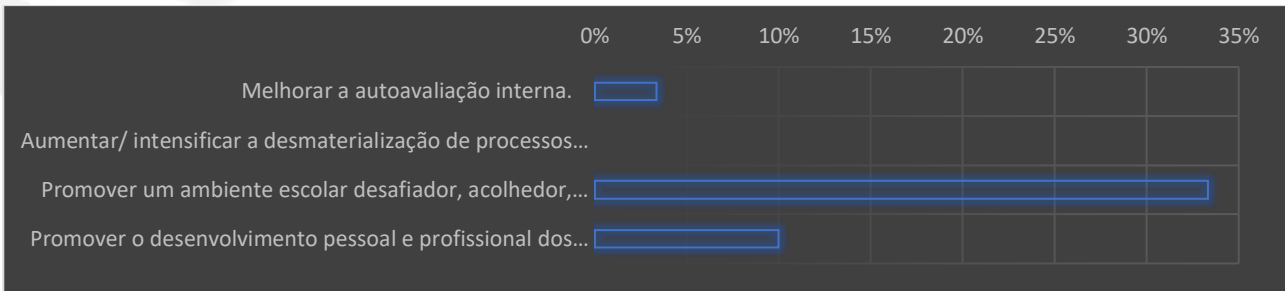 0% 5% 10% 15% 20% 25% 30% 35%
Melhorar a autoavaliação interna.
Aumentar/ intensificar a desmaterialização de processos...
Promover um ambiente escolar desafiador, acolhedor,...
Promover o desenvolvimento pessoal e profissional dos...